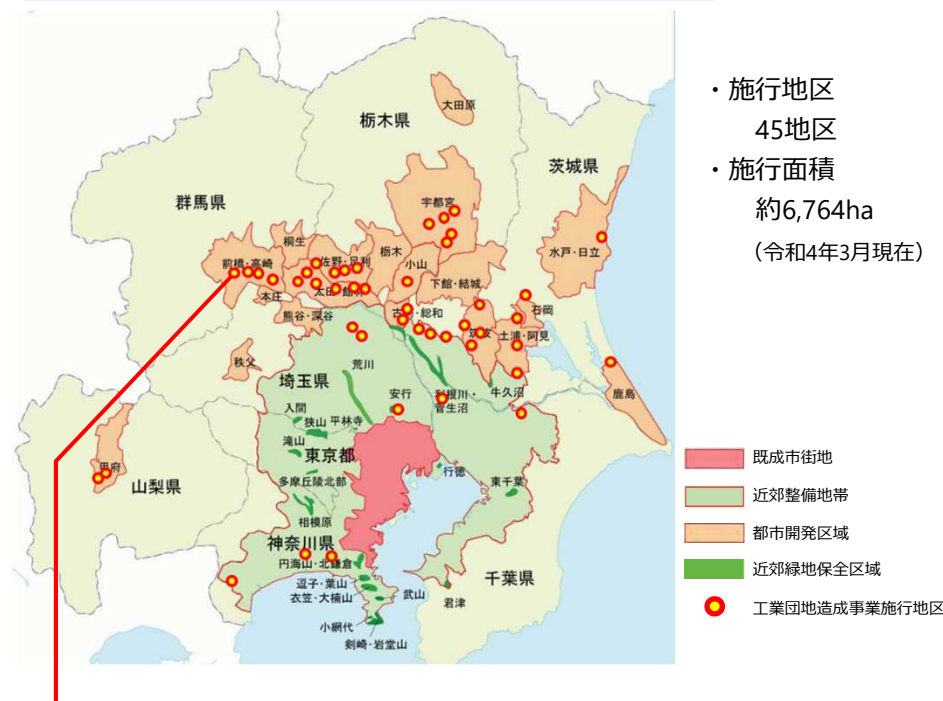 大田原
栃木県
茨城県
群馬県
宇都宮
桐生
佐野・足利
栃木
水戸・日立
前橋・高崎
小山
太田・館林
下館・結城
本庄
石岡
熊谷・深谷
古河・総和
筑波
土浦・阿見
秩父
荒川
埼玉県
安行
利根川・
菅生沼
牛久沼
鹿島
入間
狭山
平林寺
甲府
滝山
東京都
行徳
山梨県
多摩丘陵北部
東千葉
相模原
神奈川県
円海山・北鎌倉
千葉県
逗子・葉山
衣笠・大楠山
武山
君津
小網代
剣崎・岩堂山
・施行地区
45地区
・施行面積
約6,764ha
（令和4年3月現在）
既成市街地
近郊整備地帯
都市開発区域
近郊緑地保全区域
工業団地造成事業施行地区